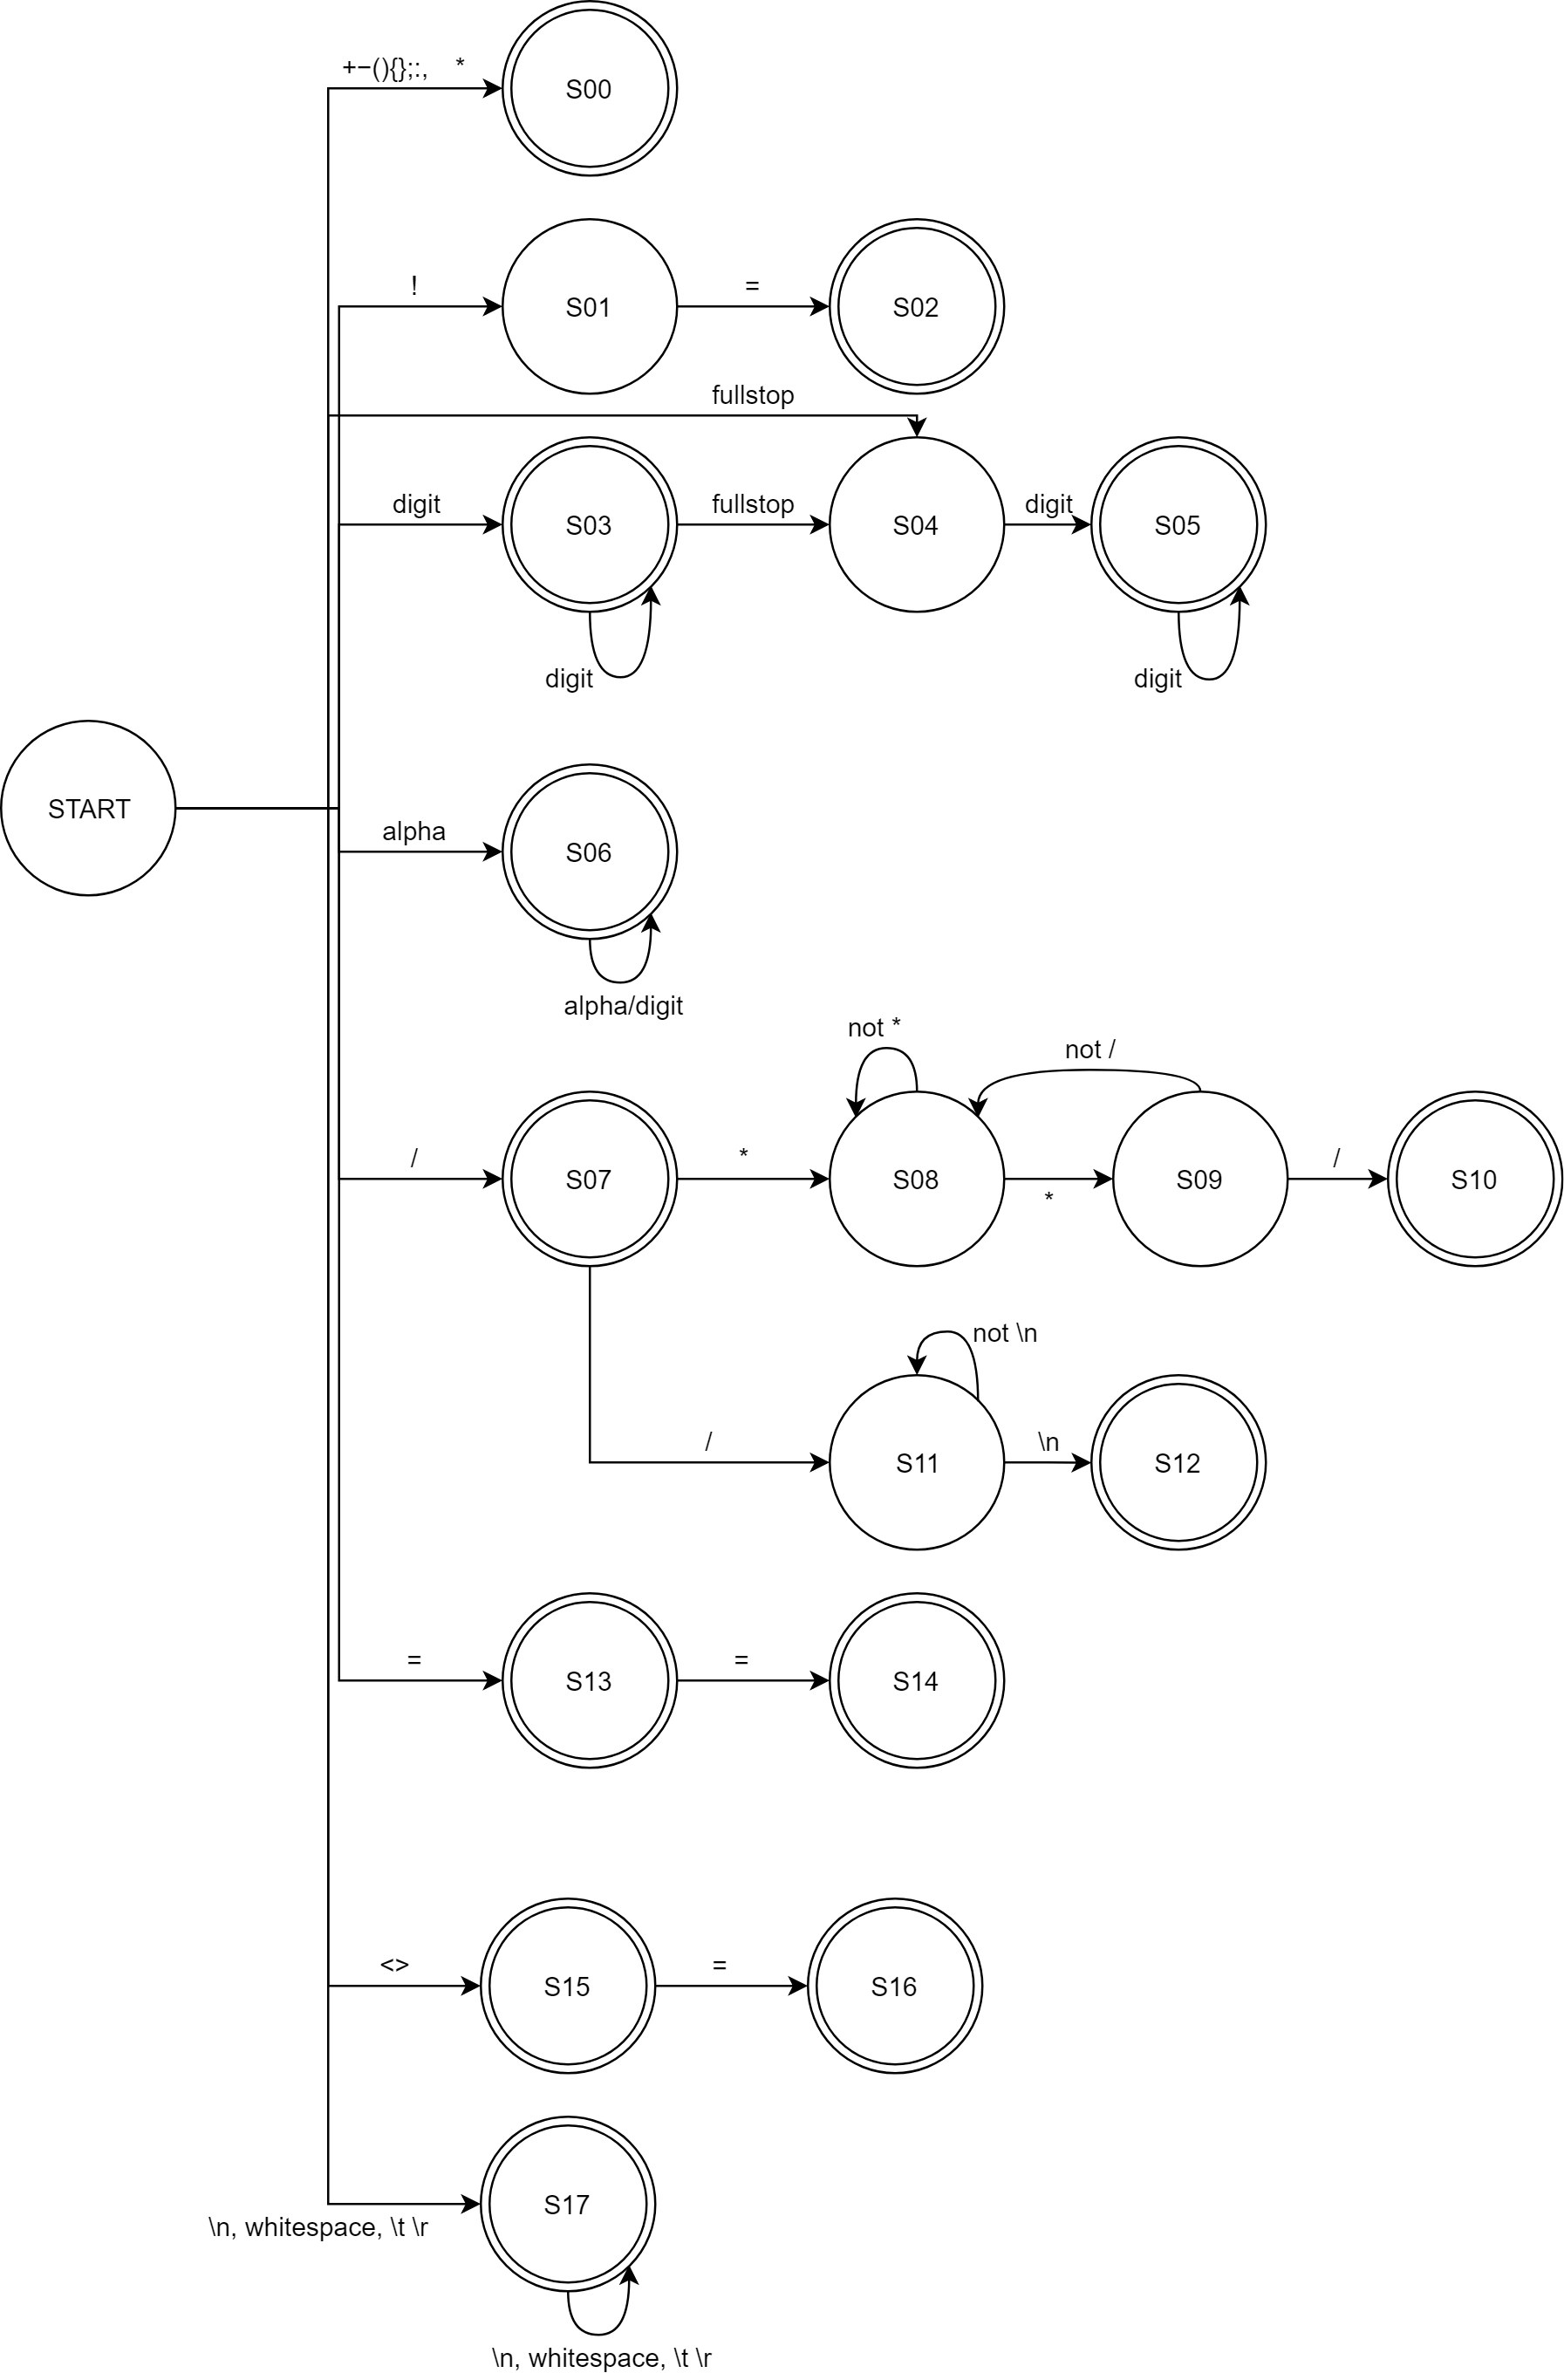 +−(){};:, *
S00
!
S01
=
S02
fullstop
digit
S03
fullstop
S04
digit
S05
digit
digit
START
alpha
S06
alpha/digit
not *
not /
/
S07
*
S08
*
S09
/
S10
not \n
/
S11
\n
S12
=
S13
=
S14
<>
S15
=
S16
S17
\n, whitespace, \t \r
\n, whitespace, \t \r